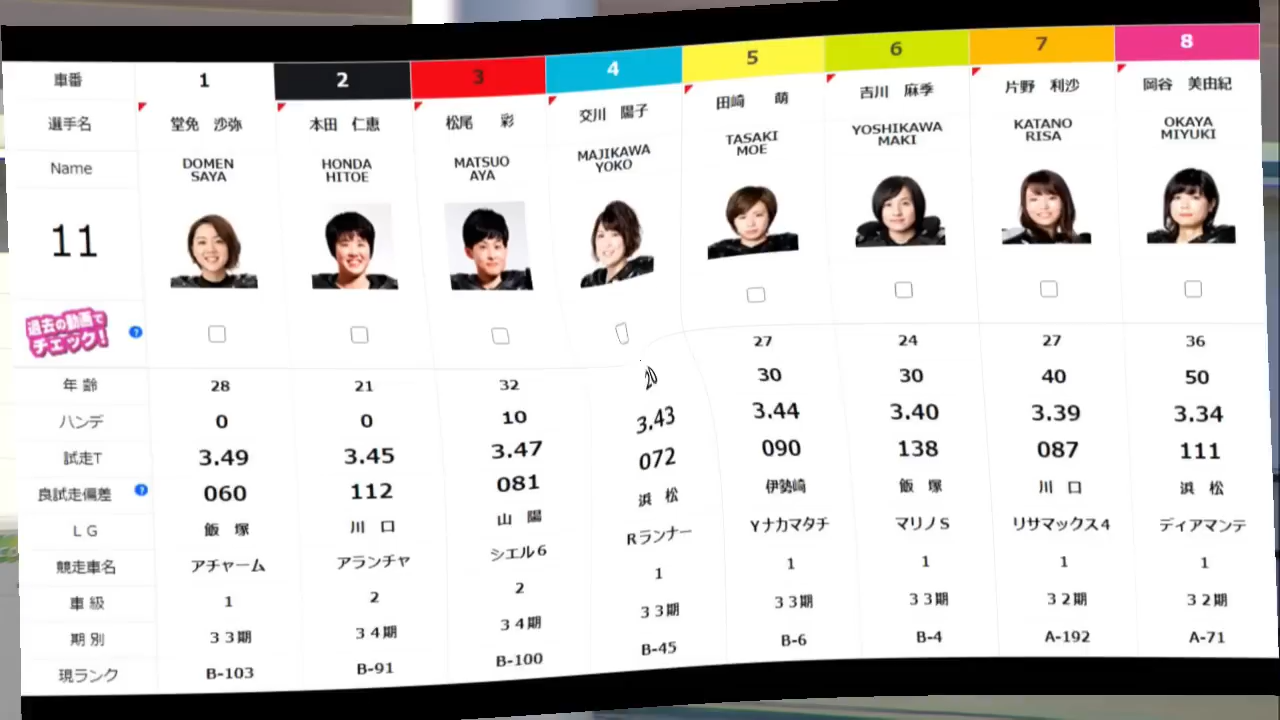 車番 1 2 3 4 5 6 7 8
選手名 堂免 沙弥 本田 仁恵 松尾 彩 交川 陽子 田崎 萌 吉川 麻季 片野 利沙 岡谷 美由紀
Name DOMEN SAYA HONDA HITOE MATSUO AYA MAJIKAWA YOKO TASAKI MOE YOSHIKAWA MAKI KATANO RISA OKAYA MIYUKI
11
過去の動画で
チェック!
?
年齢 28 21 32 27 24 27 36
ハンデ 0 0 10 20 30 30 40 50
試走T 3.49 3.45 3.47 3.43 3.44 3.40 3.39 3.34
良試走偏差 ? 060 112 081 072 090 138 087 111
LG 飯塚 川口 山陽 浜松 伊勢崎 飯塚 川口 浜松
競走車名 アチャーム アランチャ シエル6 Rランナー Yナカマタチ マリノS リサマックス4 ディアマンテ
車級 1 2 2 1 1 1 1 1
期別 33期 34期 34期 33期 33期 33期 32期 32期
現ランク B-103 B-91 B-100 B-45 B-6 B-4 A-192 A-71